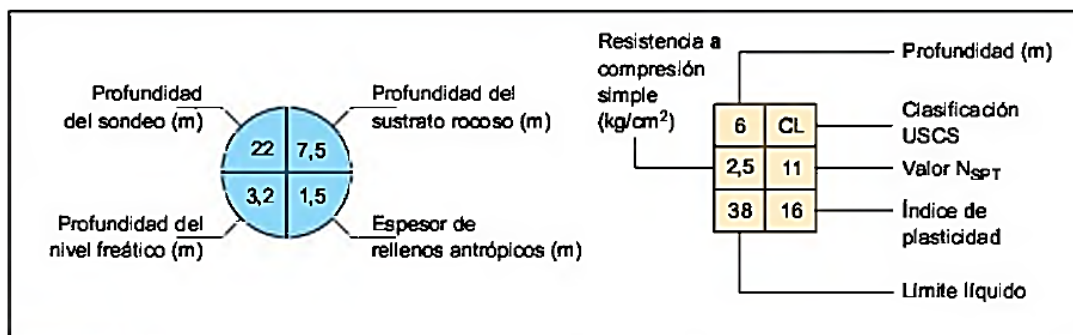 Profundidad
del sondeo (m)
Profundidad del
sustrato rocoso (m)
22 7,5
3,2 1,5
Profundidad del
nivel freático (m)
Espesor de
rellenos antrópicos (m)
Resistencia a
compresión
simple
(kg/cm²)
Profundidad (m)
6 CL
Clasificación
USCS
2,5 11
Valor NSPT
38 16
Índice de
plasticidad
Límite líquido